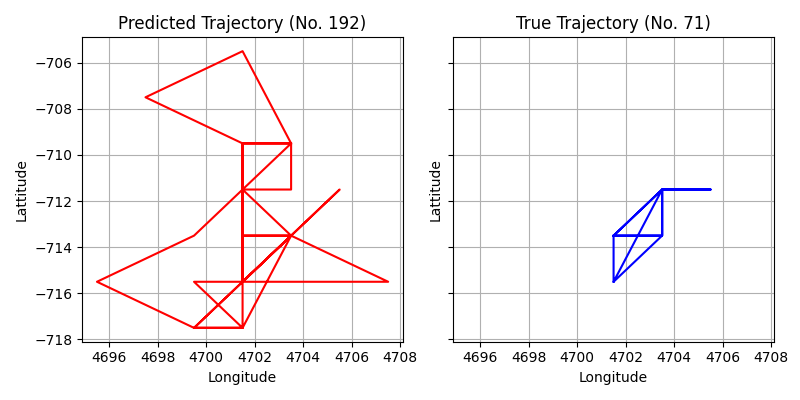 Predicted Trajectory (No. 192)
True Trajectory (No. 71)
Lattitude
−706
−708
−710
−712
−714
−716
−718
4696 4698 4700 4702 4704 4706 4708
Longitude
Lattitude
4696 4698 4700 4702 4704 4706 4708
Longitude